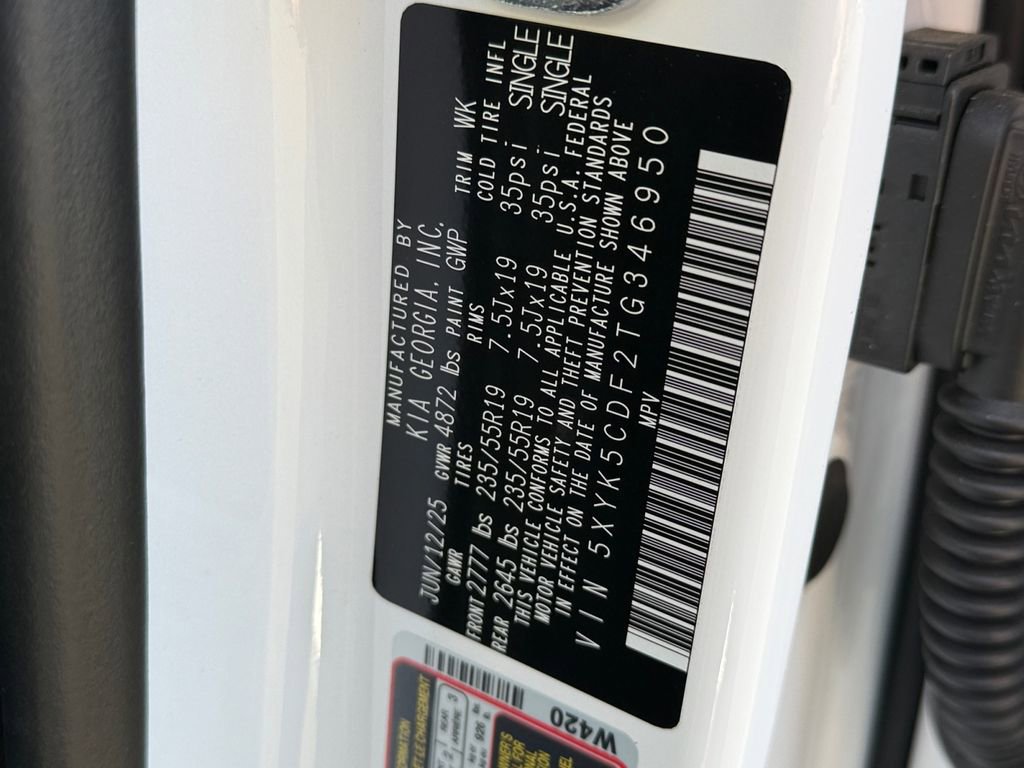 MANUFACTURED BY
KIA GEORGIA, INC.
JUN/12/25 GVWR 4872 lbs PAINT GWP TRIM WK
GAWR TIRES RIMS COLD TIRE INFL
FRONT 2777 lbs 235/55R19 7.5Jx19 35psi SINGLE
REAR 2645 lbs 235/55R19 7.5Jx19 35psi SINGLE
THIS VEHICLE CONFORMS TO ALL APPLICABLE U.S.A. FEDERAL
MOTOR VEHICLE SAFETY AND THEFT PREVENTION STANDARDS
IN EFFECT ON THE DATE OF MANUFACTURE SHOWN ABOVE
VIN 5XYK5CDF2TG346950
MPV
W420
REAR 3
ARRIERE